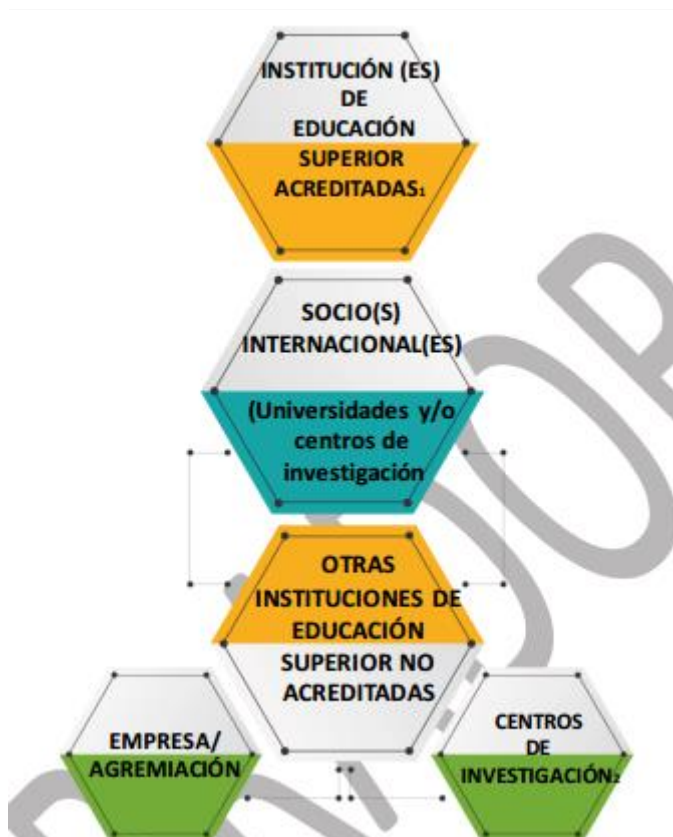 INSTITUCIÓN (ES)
DE
EDUCACIÓN
SUPERIOR
ACREDITADAS₁
SOCIO(S)
INTERNACIONAL(ES)
(Universidades y/o
centros de
investigación
OTRAS
INSTITUCIONES DE
EDUCACIÓN
SUPERIOR NO
ACREDITADAS
EMPRESA/
AGREMIACIÓN
CENTROS
DE
INVESTIGACIÓN₂